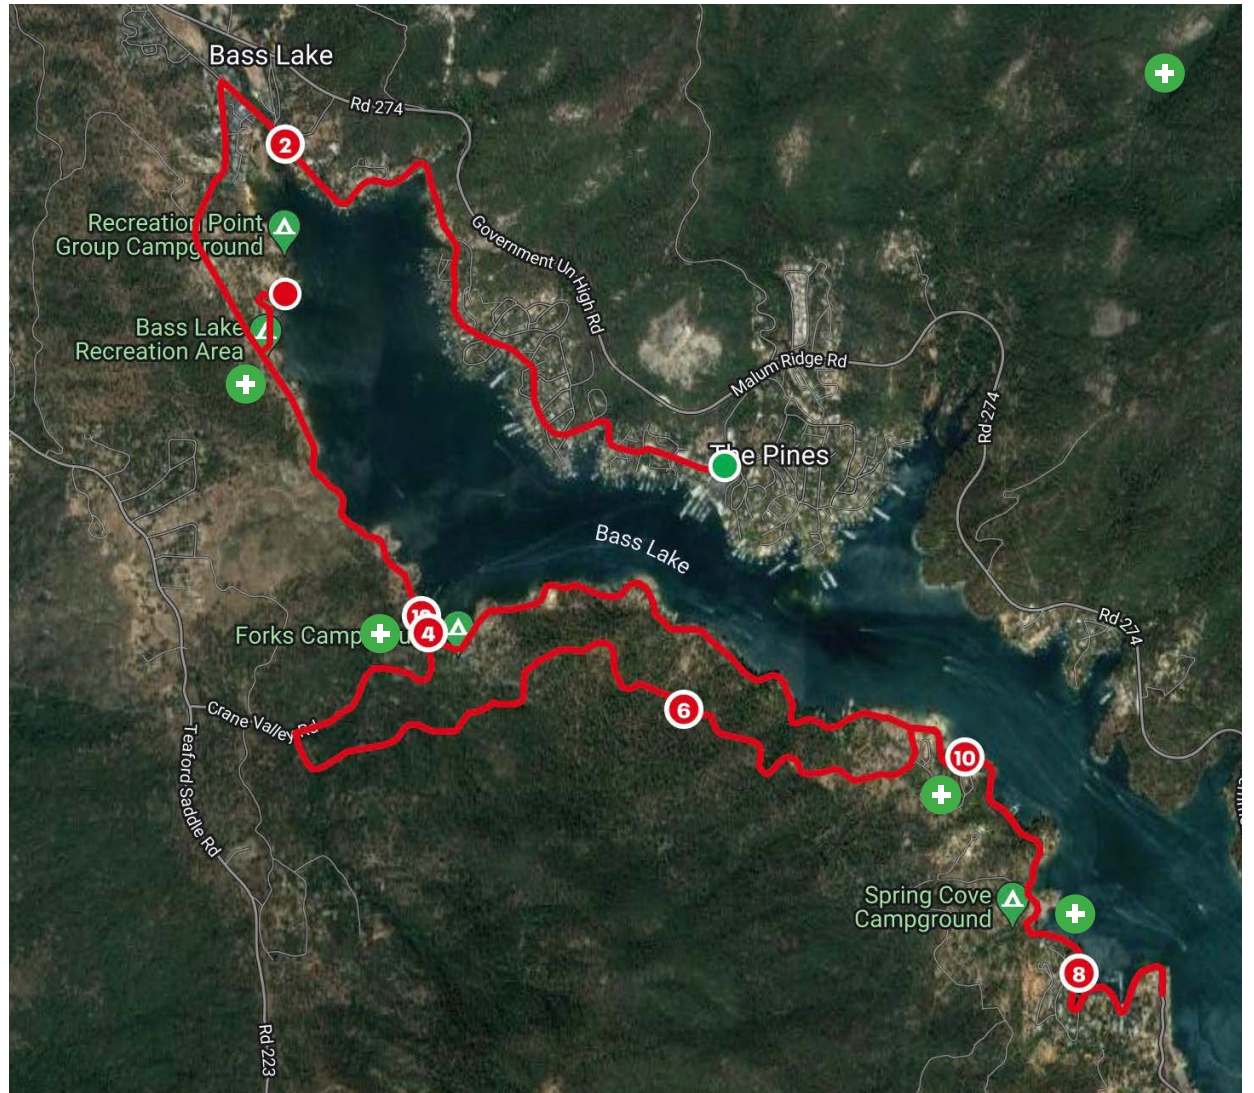 Bass Lake
Rd 274
2
Recreation Point
Group Campground
Government Un High Rd
Bass Lake
Recreation Area
Malum Ridge Rd
Rd 274
The Pines
Bass Lake
Rd 274
4
Forks
6
Crane Valley Rd
Teaford Saddle Rd
10
Spring Cove
Campground
8
Rd 223